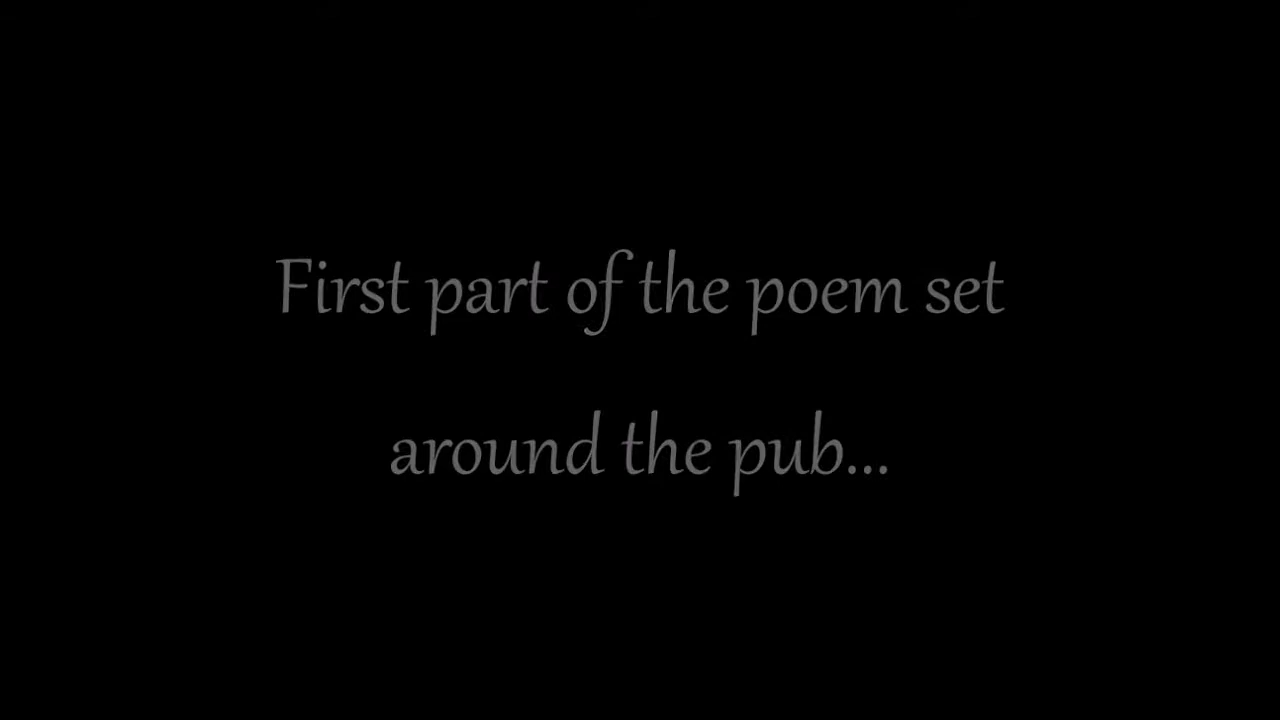 First part of the poem set
around the pub...